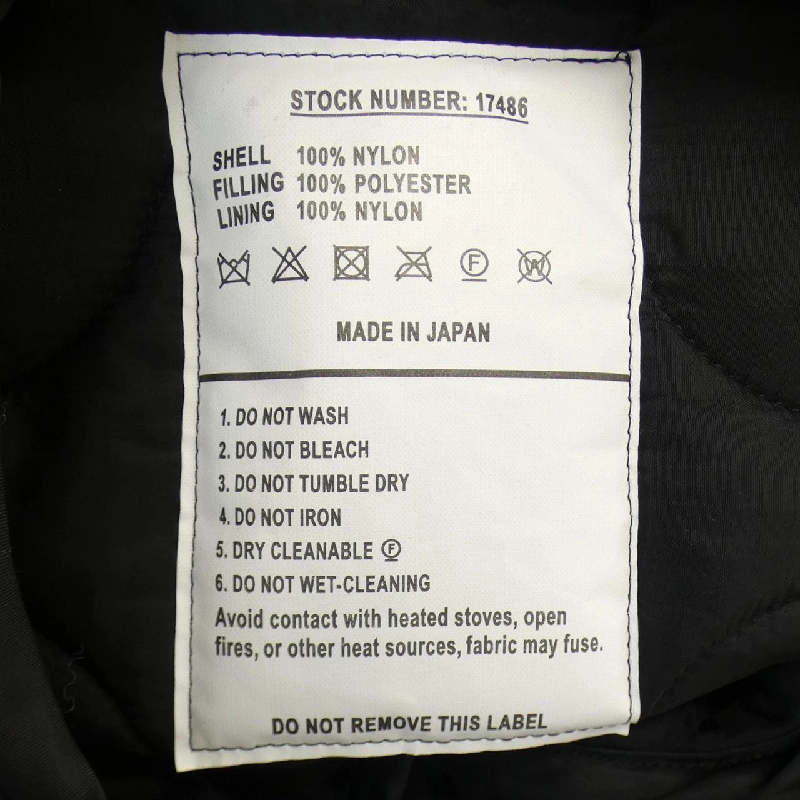 STOCK NUMBER: 17486
SHELL 100% NYLON
FILLING 100% POLYESTER
LINING 100% NYLON
F W
MADE IN JAPAN
1. DO NOT WASH
2. DO NOT BLEACH
3. DO NOT TUMBLE DRY
4. DO NOT IRON
5. DRY CLEANABLE Ⓕ
6. DO NOT WET-CLEANING
Avoid contact with heated stoves, open
fires, or other heat sources, fabric may fuse.
DO NOT REMOVE THIS LABEL